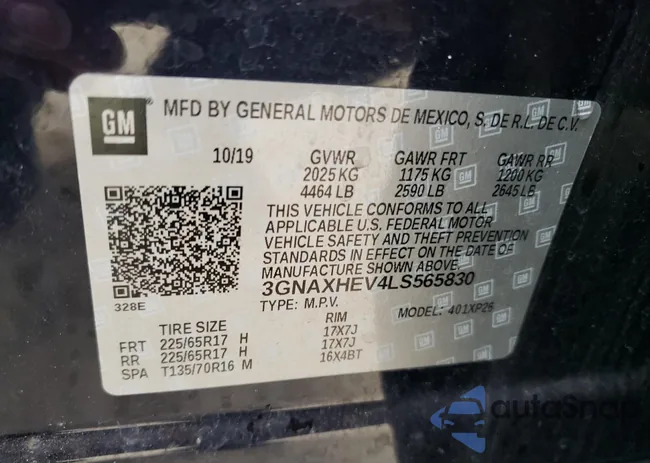 GM
MFD BY GENERAL MOTORS DE MEXICO, S. DE R.L. DE C.V.
10/19 GVWR GAWR FRT GAWR RR
2025 KG 1175 KG 1200 KG
4464 LB 2590 LB 2645 LB
THIS VEHICLE CONFORMS TO ALL
APPLICABLE U.S. FEDERAL MOTOR
VEHICLE SAFETY AND THEFT PREVENTION
STANDARDS IN EFFECT ON THE DATE OF
MANUFACTURE SHOWN ABOVE.
3GNAXHEV4LS565830
328E
TYPE: M.P.V. MODEL: 401XP26
TIRE SIZE RIM
FRT 225/65R17 H 17X7J
RR 225/65R17 H 17X7J
SPA T135/70R16 M 16X4BT
autoSnap